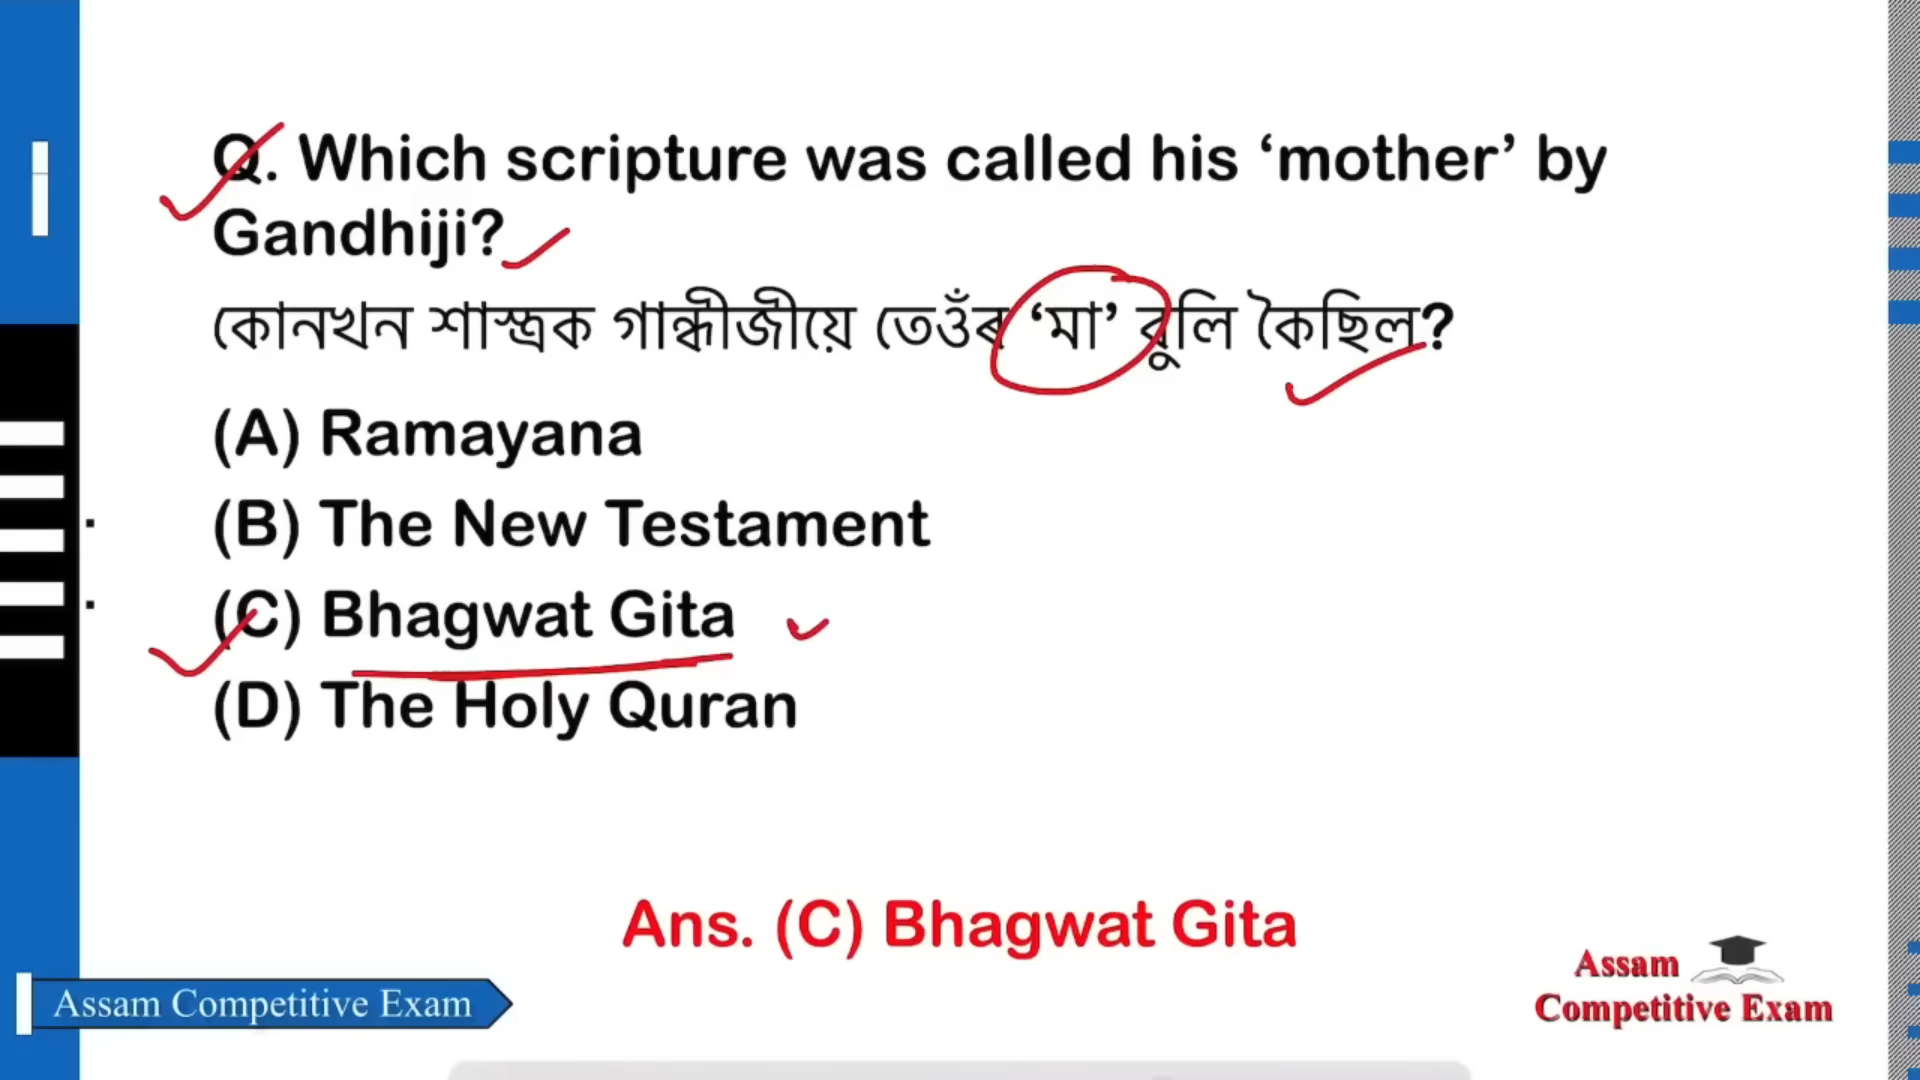 Q. Which scripture was called his ‘mother’ by
Gandhiji?
কোনখন শাস্ত্ৰক গান্ধীজীয়ে তেওঁৰ ‘মা’ বুলি কৈছিল?
(A) Ramayana
(B) The New Testament
(C) Bhagwat Gita
(D) The Holy Quran
Ans. (C) Bhagwat Gita
Assam Competitive Exam
Assam
Competitive Exam